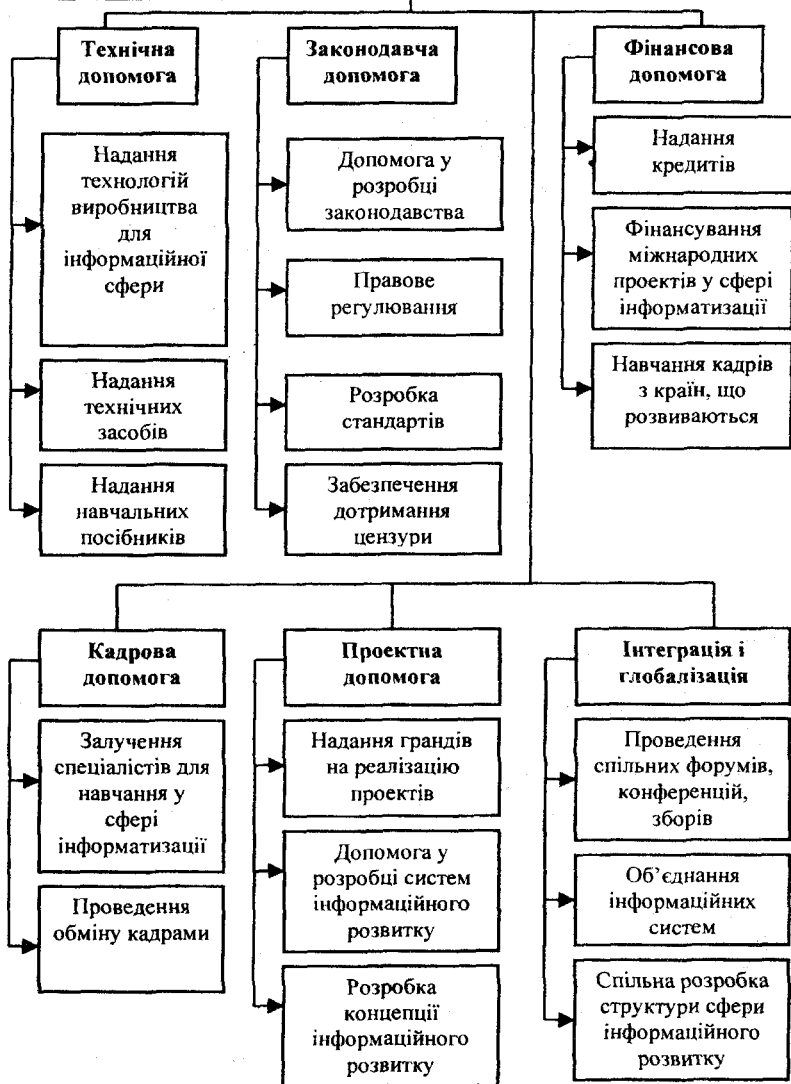 Технічна
допомога
Надання
технологій
виробництва
для
інформаційної
сфери
Надання
технічних
засобів
Надання
навчальних
посібників
Законодавча
допомога
Допомога у
розробці
законодавства
Правове
регулювання
Розробка
стандартів
Забезпечення
дотримання
цензури
Фінансова
допомога
Надання
кредитів
Фінансування
міжнародних
проектів у сфері
інформатизації
Навчання кадрів
з країн, що
розвиваються
Кадрова
допомога
Залучення
спеціалістів для
навчання у
сфері
інформатизації
Проведення
обміну кадрами
Проектна
допомога
Надання грандів
на реалізацію
проектів
Допомога у
розробці систем
інформаційного
розвитку
Розробка
концепції
інформаційного
розвитку
Інтеграція і
глобалізація
Проведення
спільних форумів,
конференцій,
зборів
Об’єднання
інформаційних
систем
Спільна розробка
структури сфери
інформаційного
розвитку